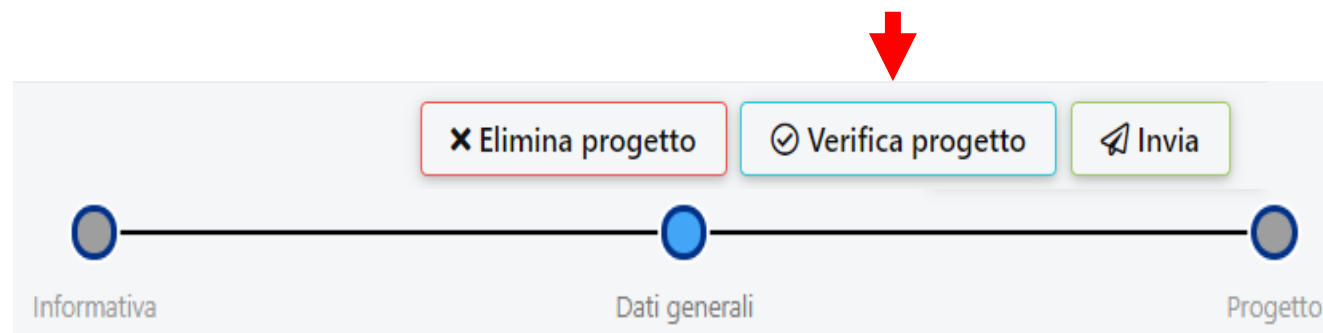 Elimina progetto Verifica progetto Invia
Informativa Dati generali Progetto